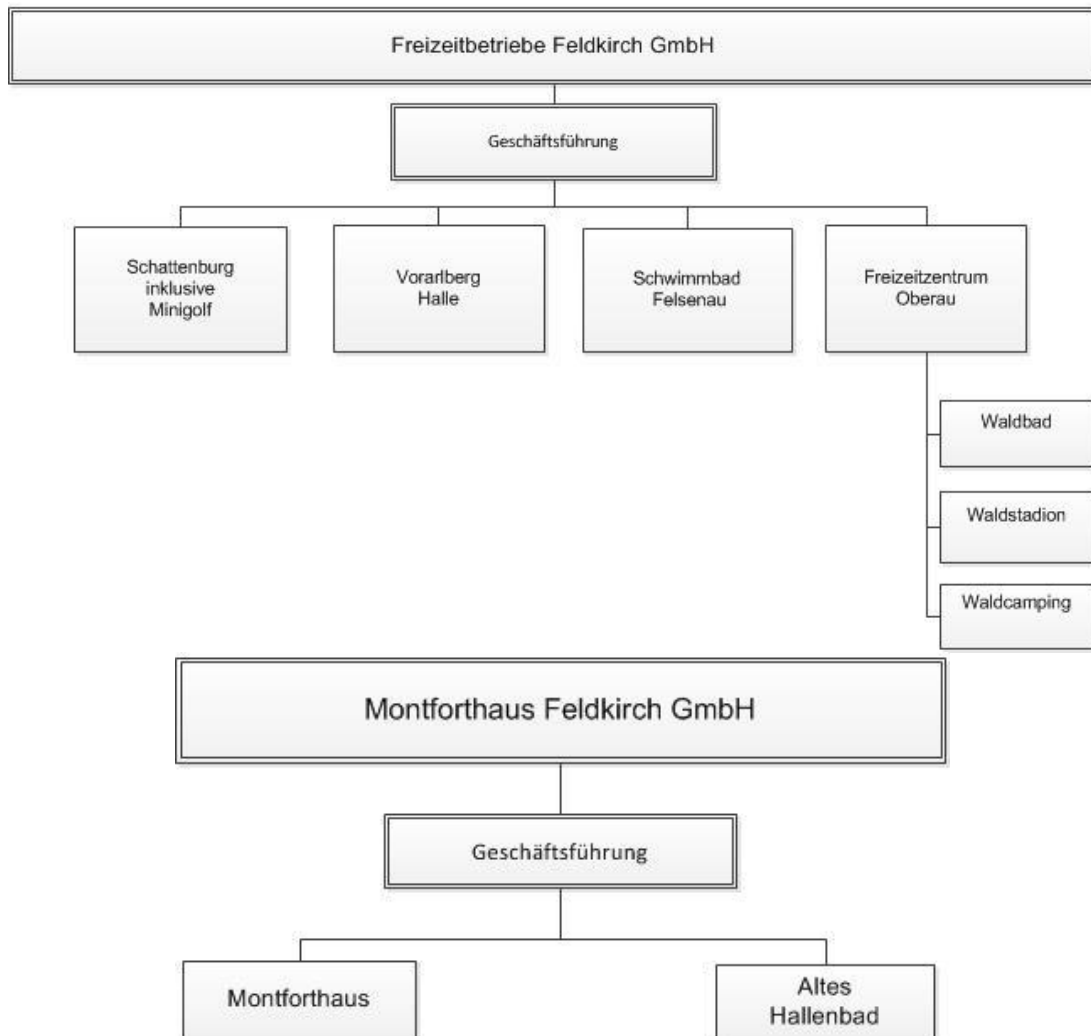 Freizeitbetriebe Feldkirch GmbH
Geschäftsführung
Schattenburg
inklusive
Minigolf
Vorarlberg
Halle
Schwimmbad
Felsenau
Freizeitzentrum
Oberau
Waldbad
Waldstadion
Waldcamping
Montforthaus Feldkirch GmbH
Geschäftsführung
Montforthaus
Altes
Hallenbad